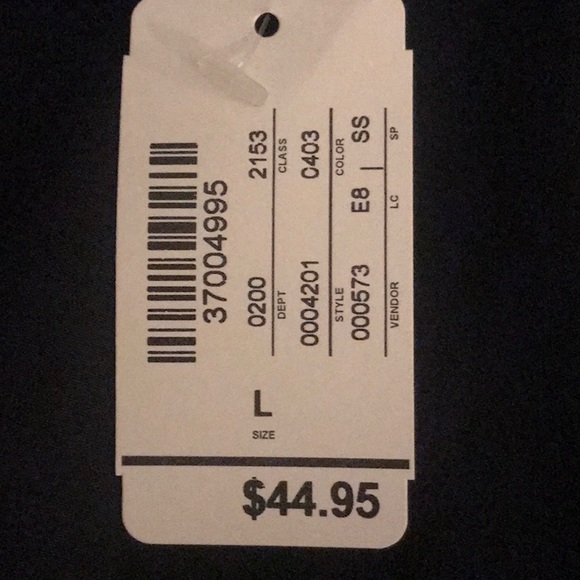 37004995
0200 2153
DEPT CLASS
0004201 0403
STYLE COLOR
000573 E8 | SS
VENDOR LC SP
L
SIZE
$44.95